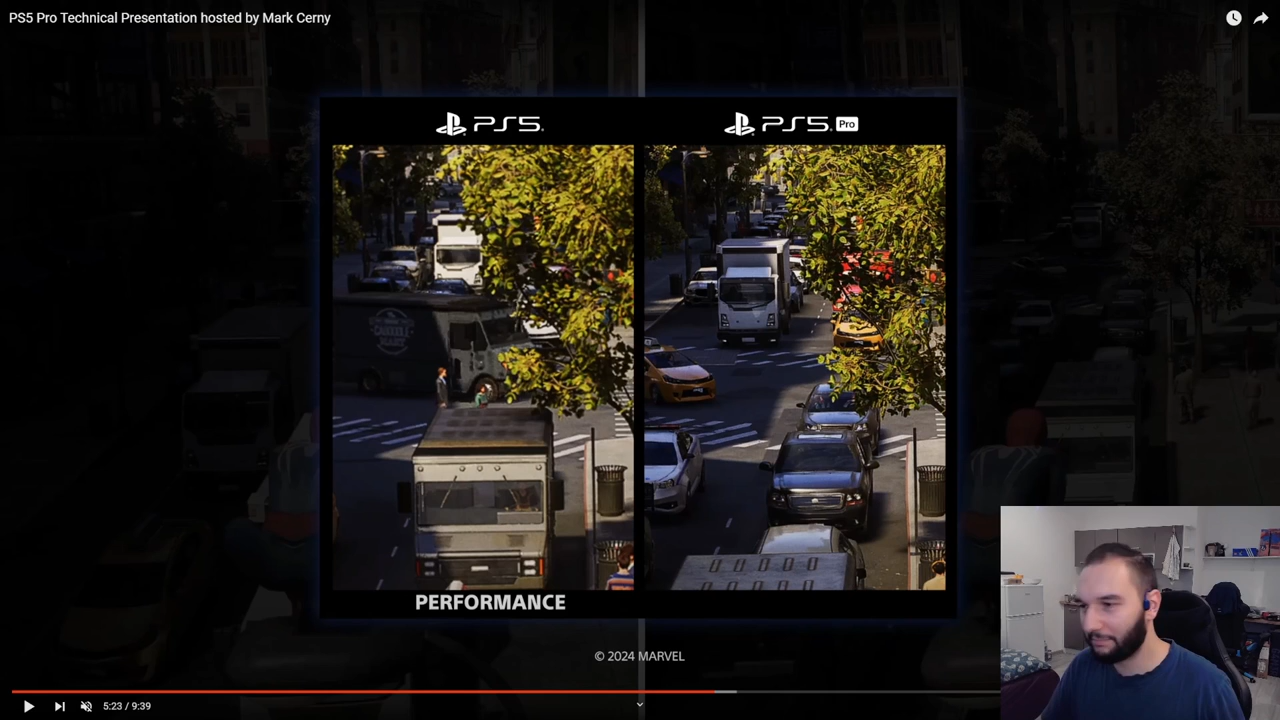 PS5 Pro Technical Presentation hosted by Mark Cerny
PS5
PS5 Pro
PERFORMANCE
© 2024 MARVEL
5:23 / 9:39